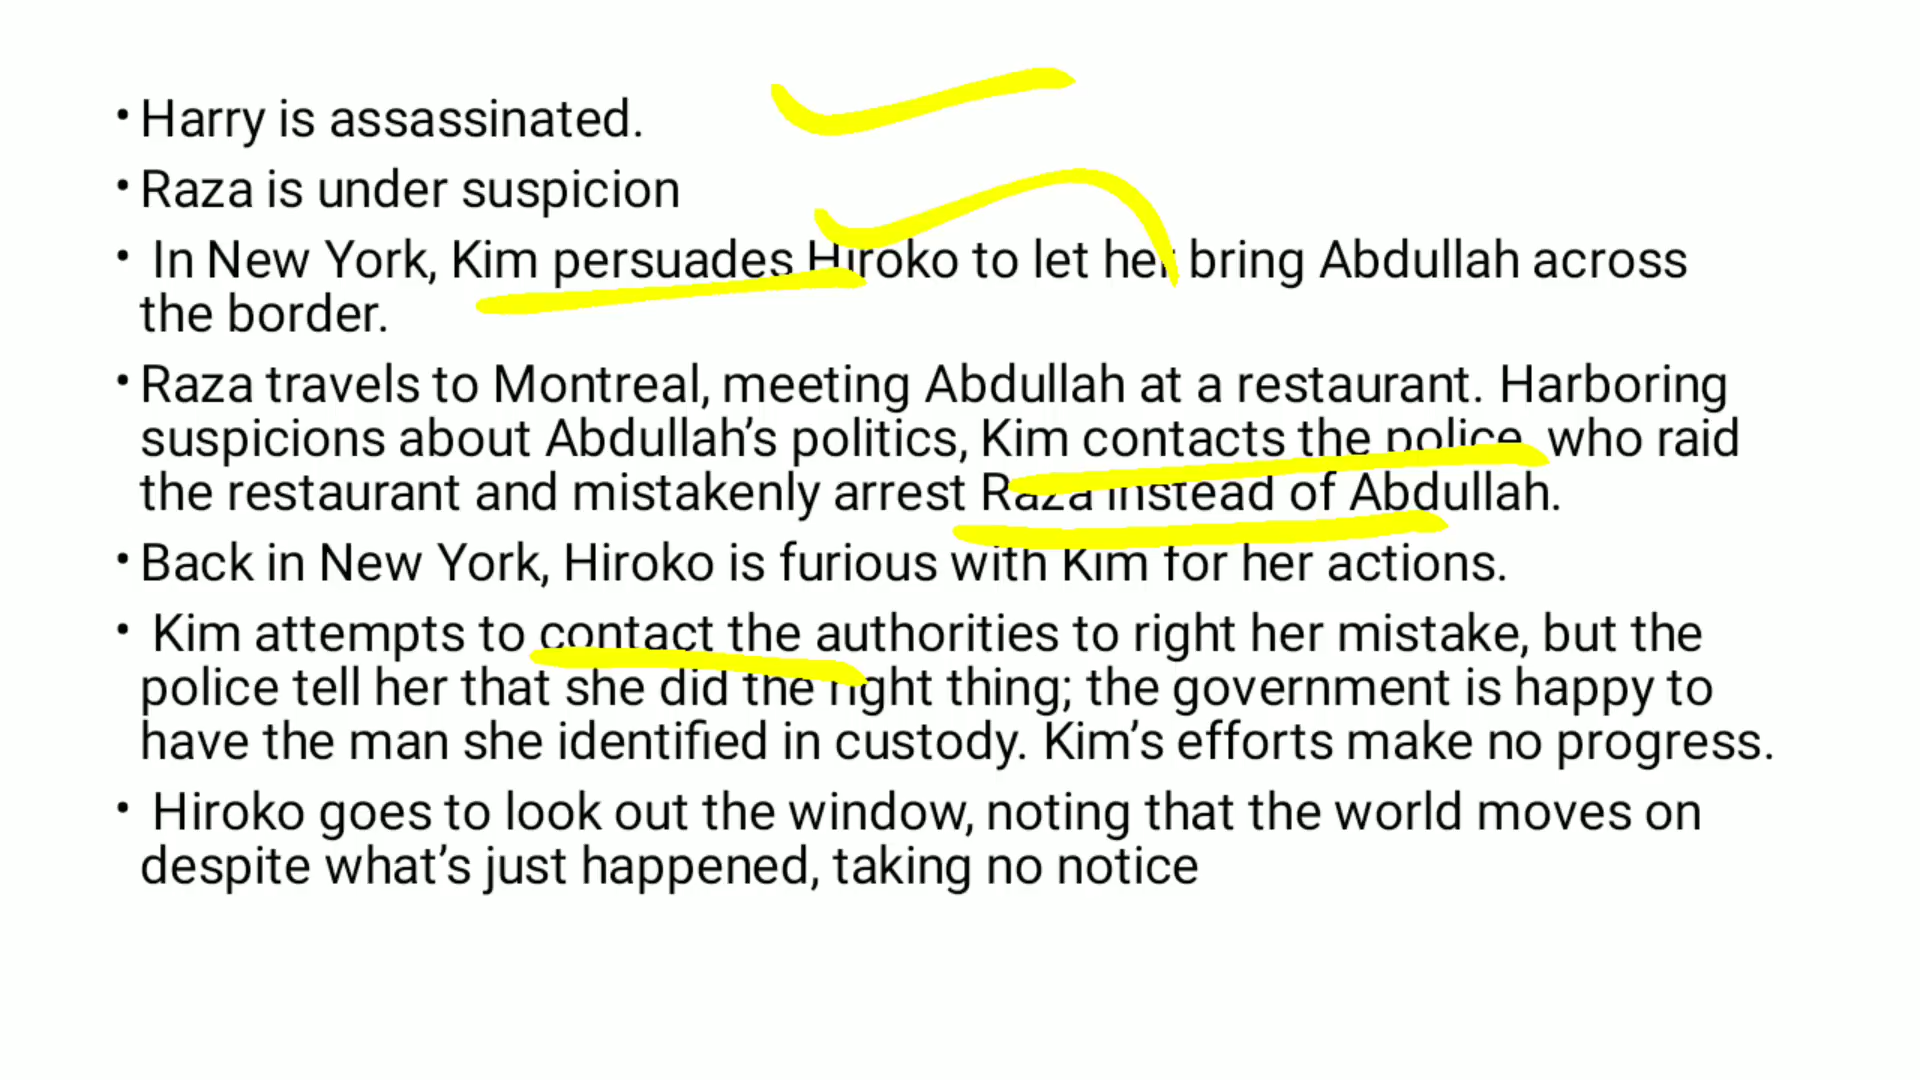 • Harry is assassinated.
• Raza is under suspicion
• In New York, Kim persuades Hiroko to let her bring Abdullah across
the border.
• Raza travels to Montreal, meeting Abdullah at a restaurant. Harboring
suspicions about Abdullah’s politics, Kim contacts the police, who raid
the restaurant and mistakenly arrest Raza instead of Abdullah.
• Back in New York, Hiroko is furious with Kim for her actions.
• Kim attempts to contact the authorities to right her mistake, but the
police tell her that she did the right thing; the government is happy to
have the man she identified in custody. Kim’s efforts make no progress.
• Hiroko goes to look out the window, noting that the world moves on
despite what’s just happened, taking no notice